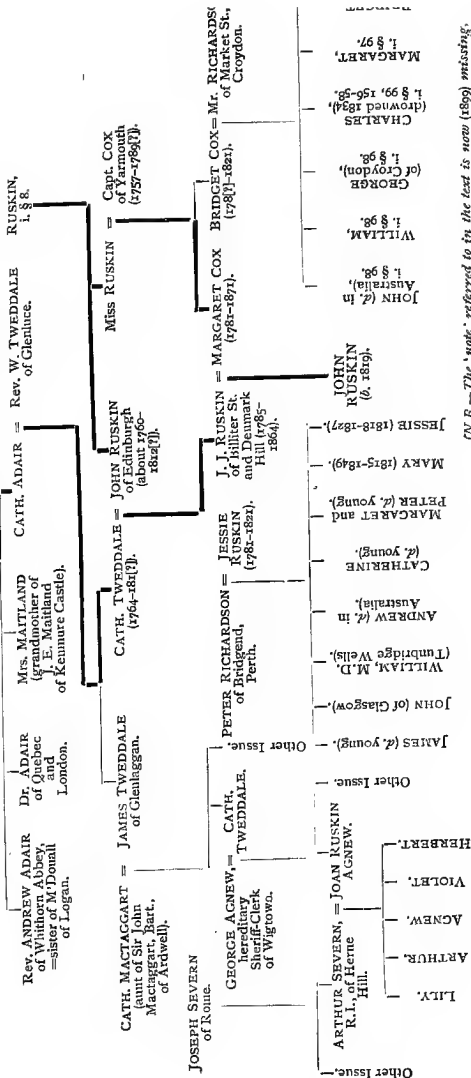 RUSKIN,
i. § 8.
CATH. ADAIR = Rev. W. TWEDDALE
of Glenluce.
Mrs. MAITLAND
(grandmother of
J. E. Maitland
of Kenmure Castle).
Dr. ADAIR
of Quebec
and
London.
Rev. ANDREW ADAIR
of Whithorn Abbey,
=sister of M'Douall
of Logan.
Miss RUSKIN = Capt. COX
of Yarmouth
(1757-1789[?]).
JOHN RUSKIN
of Edinburgh
(about 1760-
1812[?]).
CATH. TWEDDALE =
(1764-181[?]).
JAMES TWEDDALE
of Glenlaggan.
CATH. MACTAGGART =
(aunt of Sir John
Mactaggart, Bart.,
of Ardwell).
BRIDGET COX = Mr. RICHARDS
(178[?]-1821). of Market St.,
Croydon.
MARGARET COX
(1781-1871).
J. J. RUSKIN =
of Billiter St.
and Denmark
Hill (1785-
1864).
PETER RICHARDSON = JESSIE
of Bridgend, RUSKIN
Perth. (1781-1821).
Other Issue.
GEORGE AGNEW, = CATH.
hereditary TWEDDALE.
Sheriff-Clerk
of Wigtown.
JOSEPH SEVERN
of Rome.
MARGARET,
i. § 97.
CHARLES
(drowned 1834),
i. § 99, 156-58.
GEORGE
(of Croydon),
i. § 98.
WILLIAM,
i. § 98.
JOHN (d. in
Australia),
i. § 98.
JOHN
RUSKIN
(b. 1819).
JESSIE (1818-1827).
MARY (1815-1849).
MARGARET and
PETER (d. young).
CATHERINE
(d. young).
ANDREW (d. in
Australia).
WILLIAM, M.D.
(Tunbridge Wells).
JOHN (of Glasgow).
JAMES (d. young).
Other Issue.
ARTHUR SEVERN, = JOAN RUSKIN
R.I., of Herne AGNEW.
Hill.
Other Issue.
HERBERT.
VIOLET.
AGNEW.
ARTHUR.
LILY.
(N.B.—The 'note' referred to in the text is now (1899) missing.